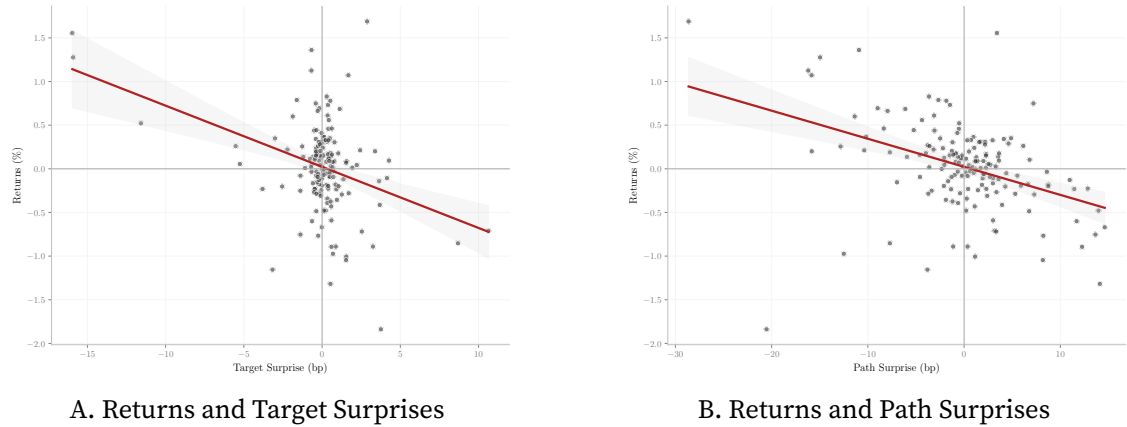 1.5
1.0
0.5
0.0
−0.5
−1.0
−1.5
−2.0
Returns (%)
−15 −10 −5 0 5 10
Target Surprise (bp)
A. Returns and Target Surprises
1.5
1.0
0.5
0.0
−0.5
−1.0
−1.5
−2.0
Returns (%)
−30 −20 −10 0 10
Path Surprise (bp)
B. Returns and Path Surprises